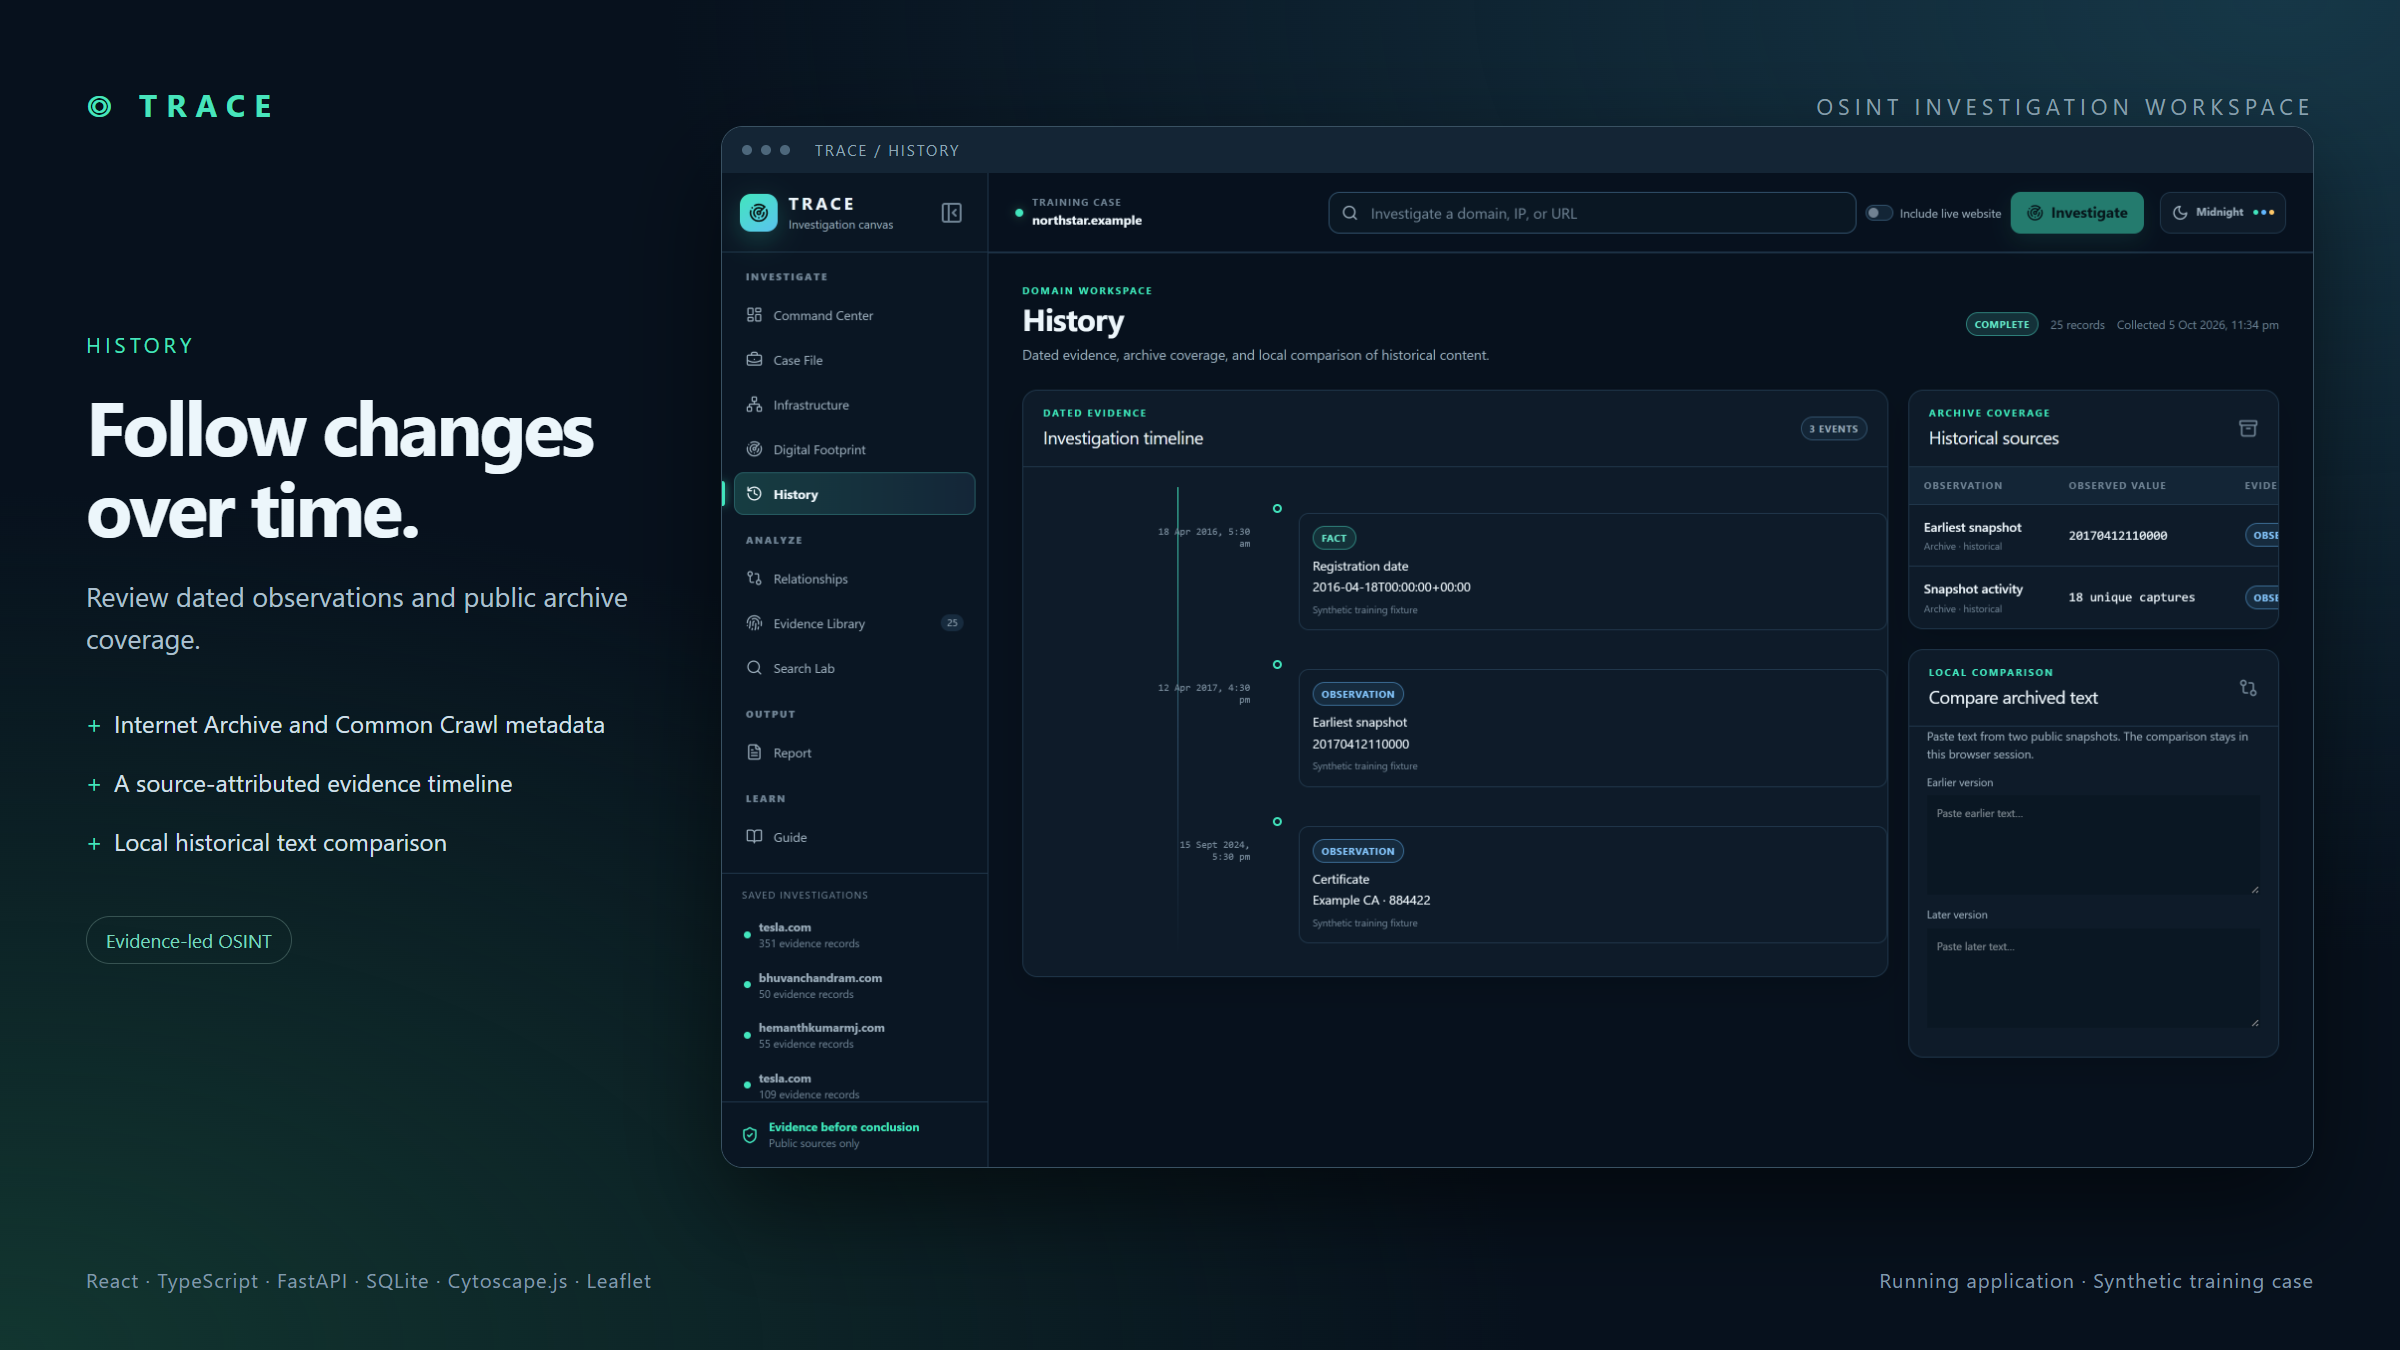 TRACE
OSINT INVESTIGATION WORKSPACE
HISTORY
Follow changes
over time.
Review dated observations and public archive
coverage.
+ Internet Archive and Common Crawl metadata
+ A source-attributed evidence timeline
+ Local historical text comparison
Evidence-led OSINT
TRACE / HISTORY
TRACE
Investigation canvas
INVESTIGATE
Command Center
Case File
Infrastructure
Digital Footprint
History
ANALYZE
Relationships
Evidence Library 25
Search Lab
OUTPUT
Report
LEARN
Guide
SAVED INVESTIGATIONS
tesla.com
351 evidence records
bhuvanchandram.com
50 evidence records
hemanthkumarmj.com
55 evidence records
tesla.com
109 evidence records
Evidence before conclusion
Public sources only
TRAINING CASE
northstar.example
Investigate a domain, IP, or URL
Include live website
Investigate
Midnight
DOMAIN WORKSPACE
History
Dated evidence, archive coverage, and local comparison of historical content.
COMPLETE 25 records Collected 5 Oct 2026, 11:34 pm
DATED EVIDENCE
Investigation timeline
3 EVENTS
18 Apr 2016, 5:30
am
FACT
Registration date
2016-04-18T00:00:00+00:00
Synthetic training fixture
12 Apr 2017, 4:30
pm
OBSERVATION
Earliest snapshot
20170412110000
Synthetic training fixture
15 Sept 2024,
5:30 pm
OBSERVATION
Certificate
Example CA · 884422
Synthetic training fixture
ARCHIVE COVERAGE
Historical sources
OBSERVATION OBSERVED VALUE EVIDE
Earliest snapshot 20170412110000 OBSE
Archive · historical
Snapshot activity 18 unique captures OBSE
Archive · historical
LOCAL COMPARISON
Compare archived text
Paste text from two public snapshots. The comparison stays in
this browser session.
Earlier version
Paste earlier text...
Later version
Paste later text...
React · TypeScript · FastAPI · SQLite · Cytoscape.js · Leaflet
Running application · Synthetic training case